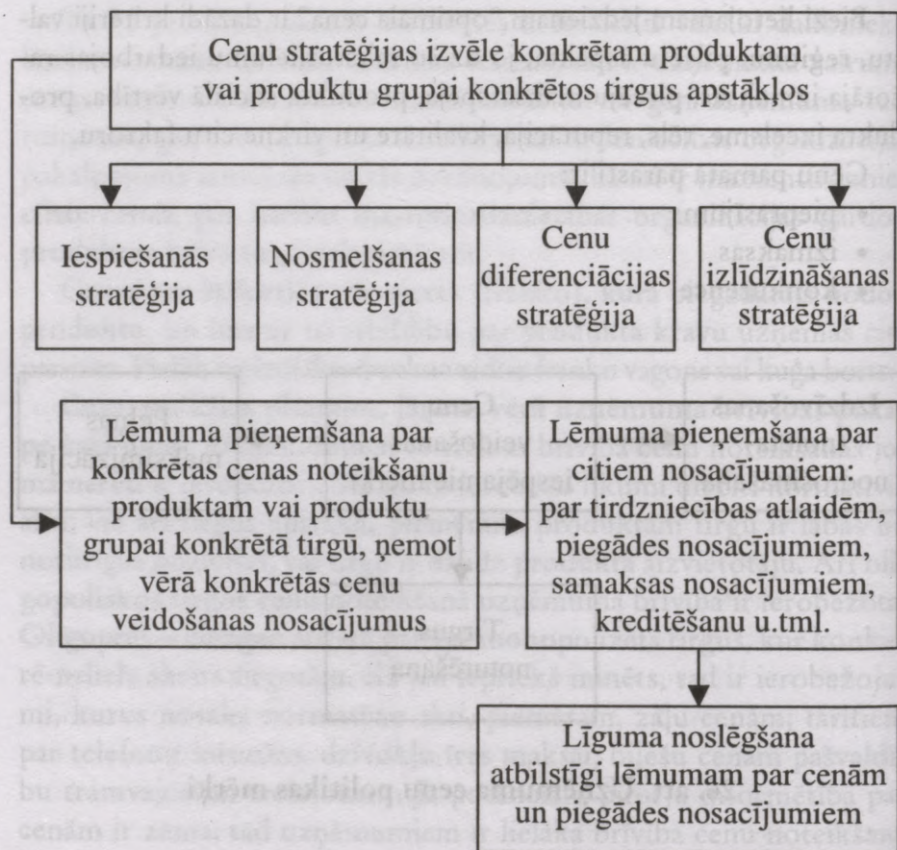 Cenu stratēģijas izvēle konkrētam produktam
vai produktu grupai konkrētos tirgus apstākļos
Iespiešanās
stratēģija
Nosmelšanas
stratēģija
Cenu
diferenciācijas
stratēģija
Cenu
izlīdzināšanas
stratēģija
Lēmuma pieņemšana par
konkrētas cenas noteikšanu
produktam vai produktu
grupai konkrētā tirgū, ņemot
vērā konkrētās cenu
veidošanas nosacījumus
Lēmuma pieņemšana par
citiem nosacījumiem:
par tirdzniecības atlaidēm,
piegādes nosacījumiem,
samaksas nosacījumiem,
kreditēšanu u.tml.
Līguma noslēgšana
atbilstīgi lēmumam par cenām
un piegādes nosacījumiem